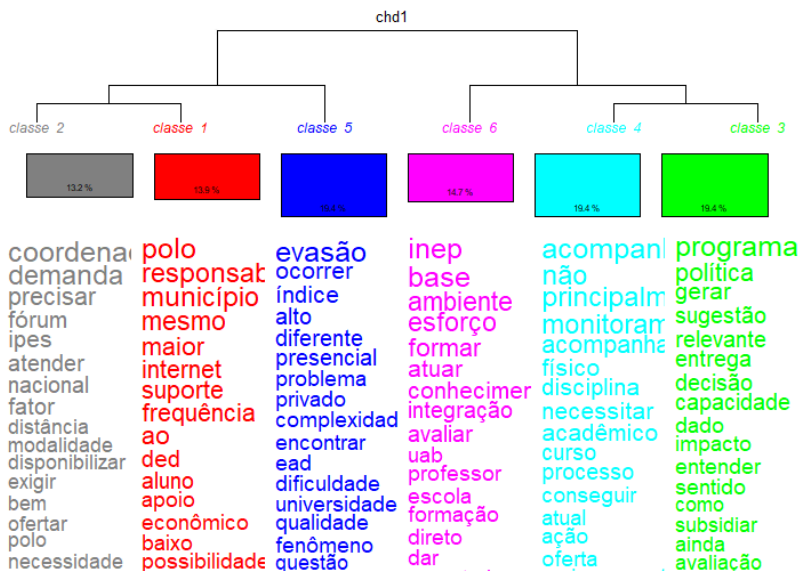 chd1
classe 2
classe 1
classe 5
classe 6
classe 4
classe 3
13.2 %
13.9 %
19.4 %
14.7 %
19.4 %
19.4 %
coordena
demanda
precisar
fórum
ipes
atender
nacional
fator
distância
modalidade
disponibilizar
exigir
bem
ofertar
polo
necessidade
polo
responsab
município
mesmo
maior
internet
suporte
frequência
ao
ded
aluno
apoio
econômico
baixo
possibilidade
evasão
ocorrer
índice
alto
diferente
presencial
problema
privado
complexidad
encontrar
ead
dificuldade
universidade
qualidade
fenômeno
questão
inep
base
ambiente
esforço
formar
atuar
conhecimen
integração
avaliar
uab
professor
escola
formação
direto
dar
acompan
não
principalm
monitoram
acompanha
físico
disciplina
necessitar
acadêmico
curso
processo
conseguir
atual
ação
oferta
programa
política
gerar
sugestão
relevante
entrega
decisão
capacidade
dado
impacto
entender
sentido
como
subsidiar
ainda
avaliação